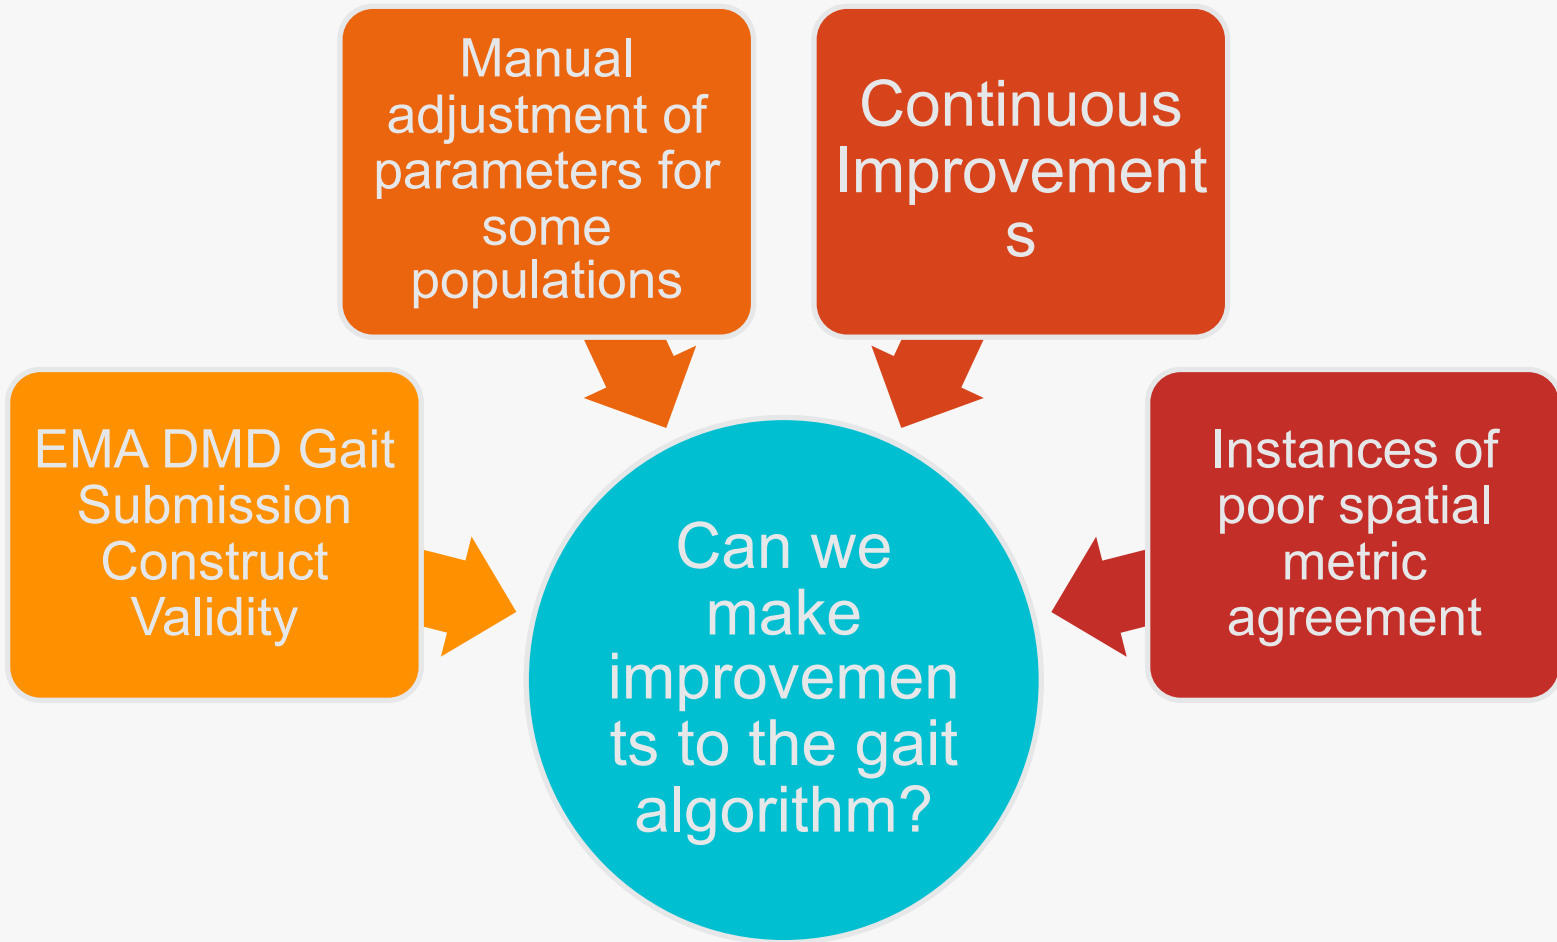 Manual
adjustment of
parameters for
some
populations
Continuous
Improvement
s
EMA DMD Gait
Submission
Construct
Validity
Instances of
poor spatial
metric
agreement
Can we
make
improvemen
ts to the gait
algorithm?